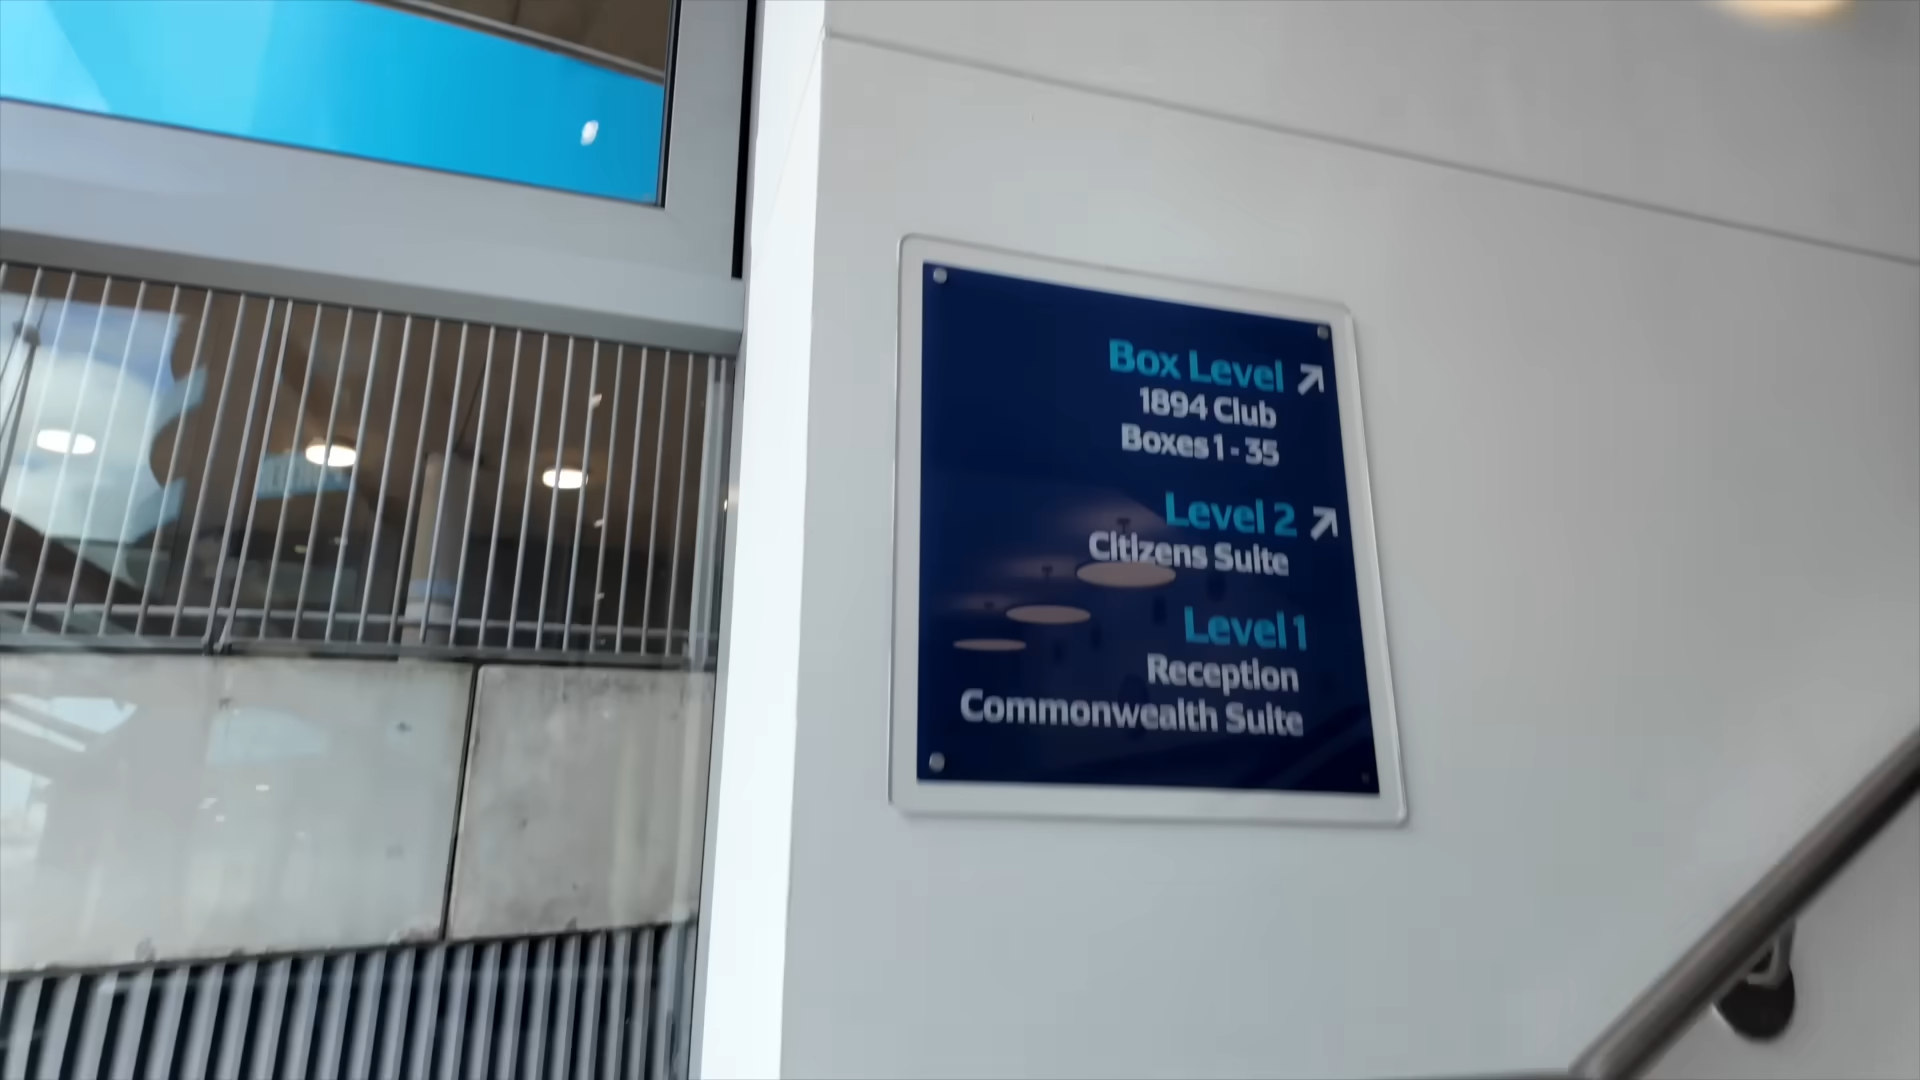 Box Level
1894 Club
Boxes 1 - 35
Level 2
Citizens Suite
Level 1
Reception
Commonwealth Suite